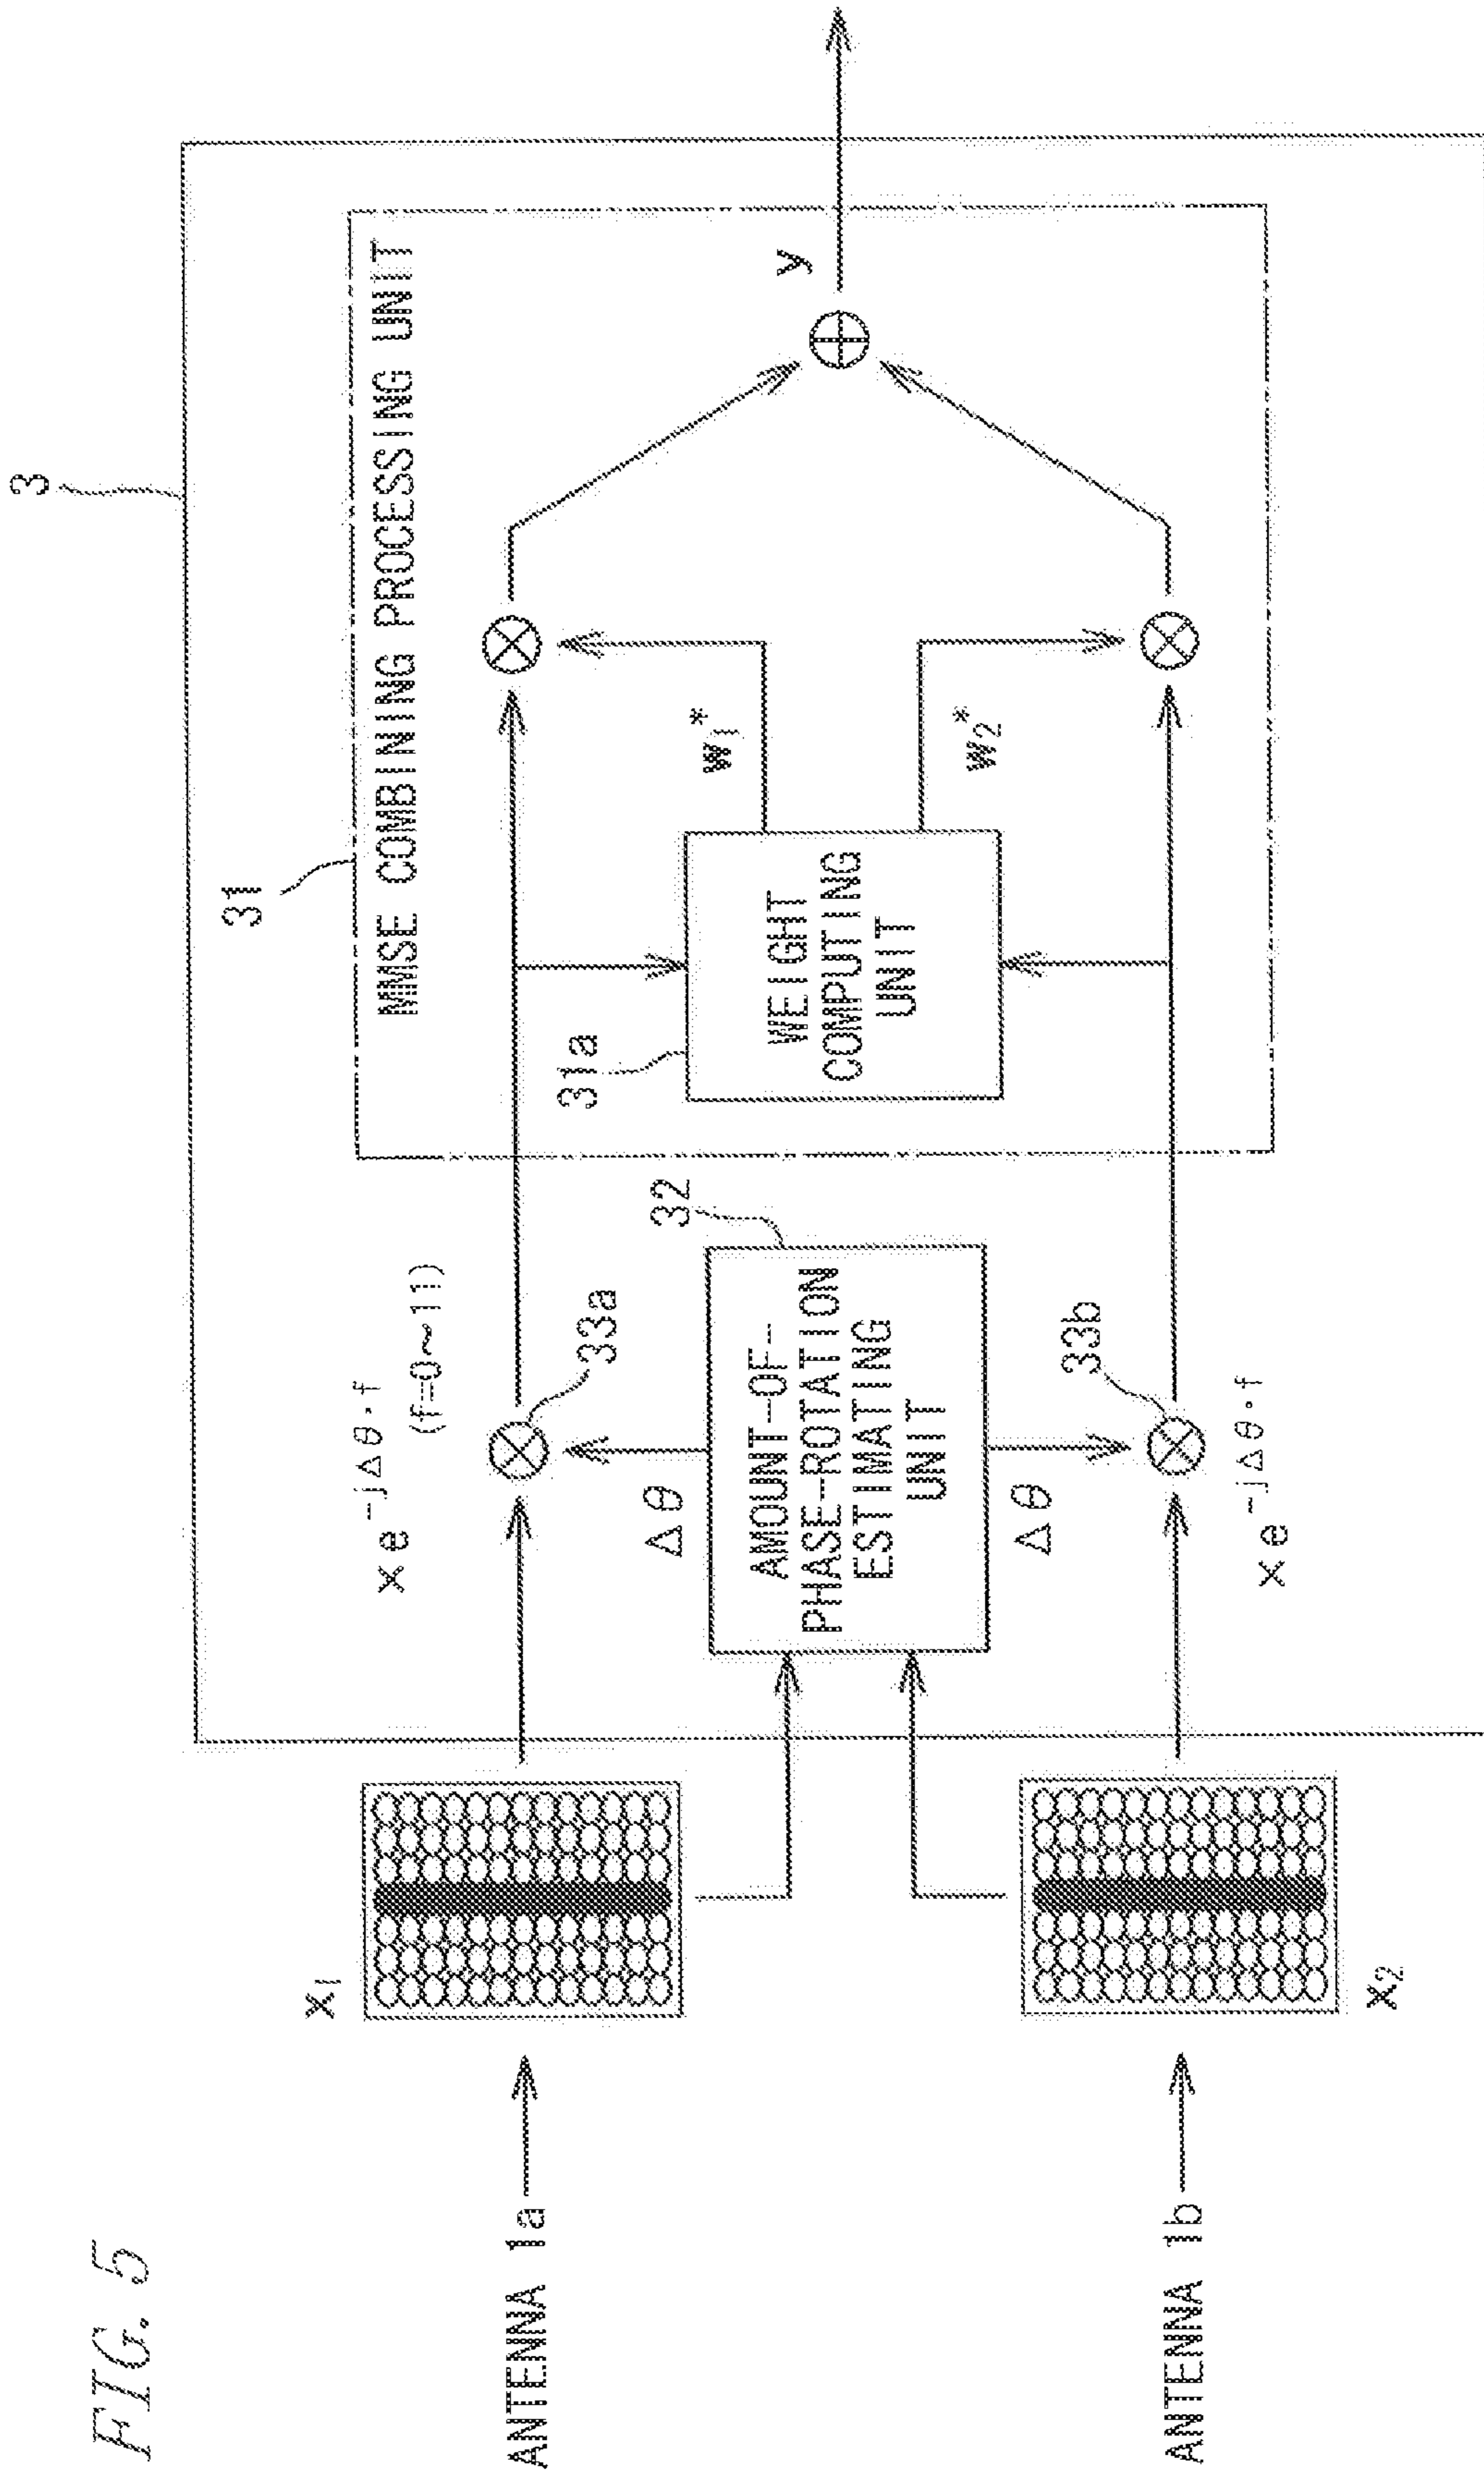 FIG. 5
3
31
MMSE COMBINING PROCESSING UNIT
ANTENNA 1a
X1
x e^-jΔθ·f
(f=0~11)
33a
Δθ
32
AMOUNT-OF-
PHASE-ROTATION
ESTIMATING
UNIT
Δθ
33b
x e^-jΔθ·f
31a
WEIGHT
COMPUTING
UNIT
w1*
w2*
y
ANTENNA 1b
X2